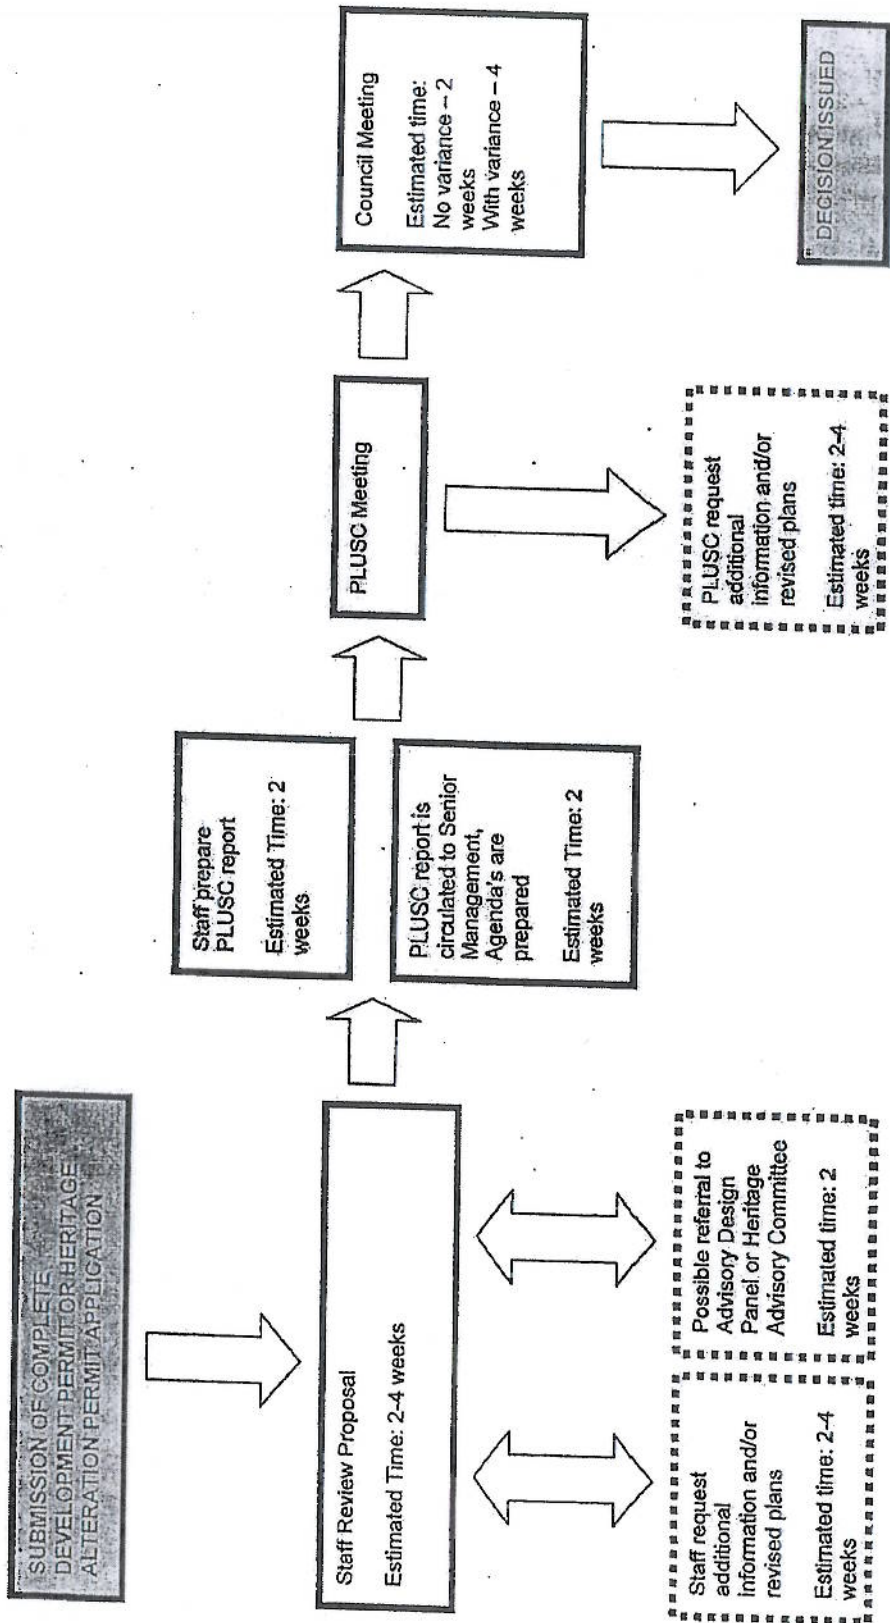 SUBMISSION OF COMPLETE
DEVELOPMENT PERMIT OR HERITAGE
ALTERATION PERMIT APPLICATION
Staff Review Proposal
Estimated Time: 2-4 weeks
Staff request
additional
information and/or
revised plans
Estimated time: 2-4
weeks
Possible referral to
Advisory Design
Panel or Heritage
Advisory Committee
Estimated time: 2
weeks
Staff prepare
PLUSC report
Estimated Time: 2
weeks
PLUSC report is
circulated to Senior
Management,
Agenda's are
prepared
Estimated Time: 2
weeks
PLUSC Meeting
PLUSC request
additional
information and/or
revised plans
Estimated time: 2-4
weeks
Council Meeting
Estimated time:
No variance – 2
weeks
With variance – 4
weeks
DECISION ISSUED